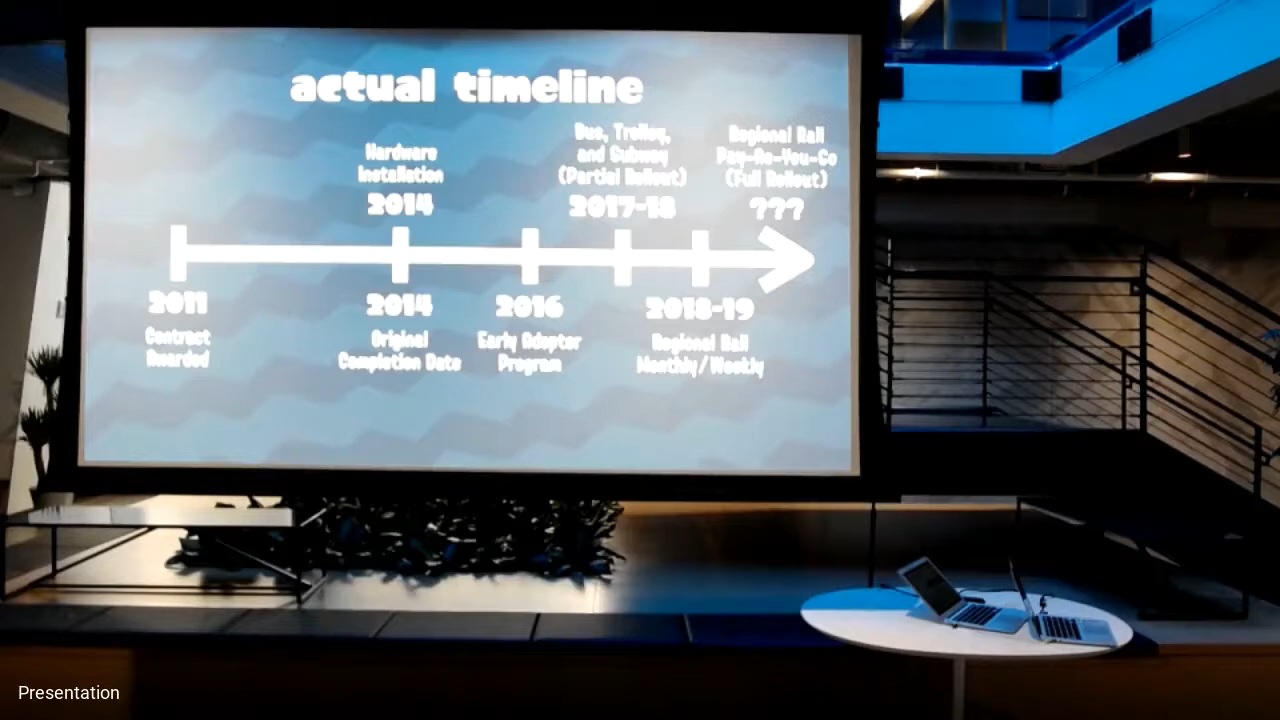 actual timeline
Hardware
Installation
2014
Bus, Trolley,
and Subway
(Partial Rollout)
2017-18
Regional Rail
Pay-As-You-Go
(Full Rollout)
???
2011
Contract
Awarded
2014
Original
Completion Date
2016
Early Adopter
Program
2018-19
Regional Rail
Monthly/Weekly
Presentation